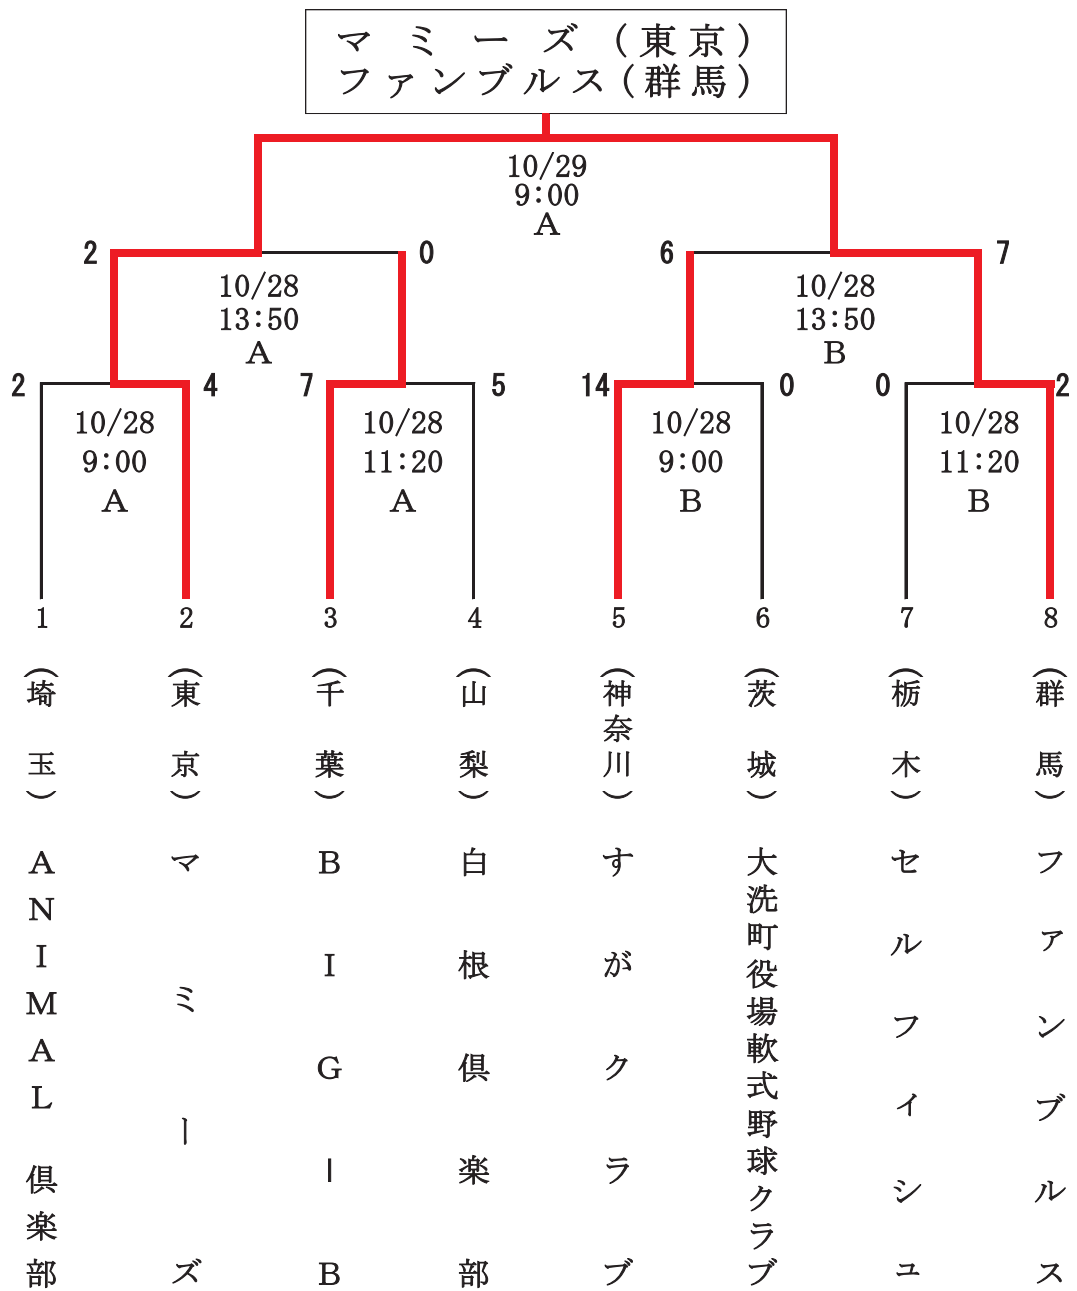 マミーズ(東京)
ファンブルス(群馬)
10/29
9:00
A
2
0
10/28
13:50
A
6
7
10/28
13:50
B
2
4
10/28
9:00
A
7
5
10/28
11:20
A
14
0
10/28
9:00
B
0
2
10/28
11:20
B
1
2
3
4
5
6
7
8
(埼玉)ANIMAL倶楽部
(東京)マミーズ
(千葉)BIG-B
(山梨)白根倶楽部
(神奈川)すがクラブ
(茨城)大洗町役場軟式野球クラブ
(栃木)セルフィシュ
(群馬)ファンブルス